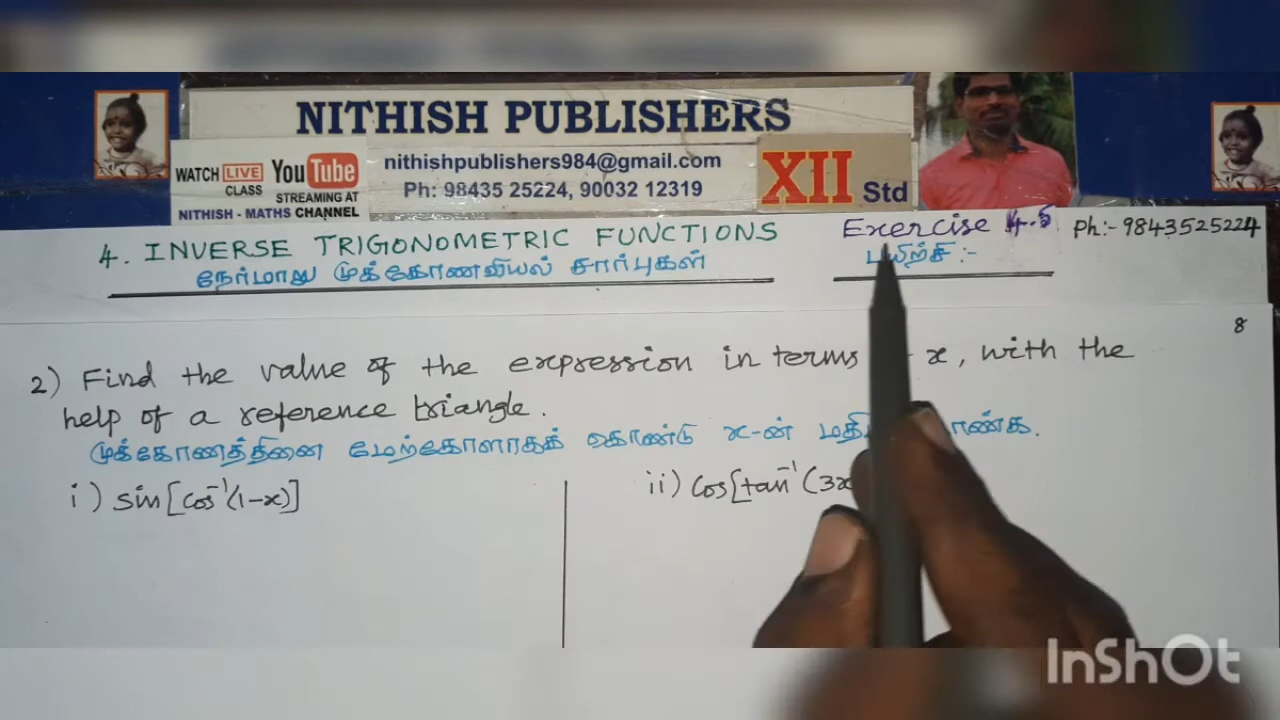 NITHISH PUBLISHERS
WATCH LIVE YouTube
CLASS
STREAMING AT
NITHISH - MATHS CHANNEL
nithishpublishers984@gmail.com
Ph: 98435 25224, 90032 12319
XII Std
4. INVERSE TRIGONOMETRIC FUNCTIONS
நேர்மாறு முக்கோணவியல் சார்புகள்
Exercise 4.5
பயிற்சி :-
Ph:- 9843525224
8
2) Find the value of the expression in terms x, with the
help of a reference triangle.
முக்கோணத்தினை மேற்கோளாகக் கொண்டு x-ன்
i) sin[cos⁻¹(1-x)]
ii) cos[tan⁻¹(3x
InShOt